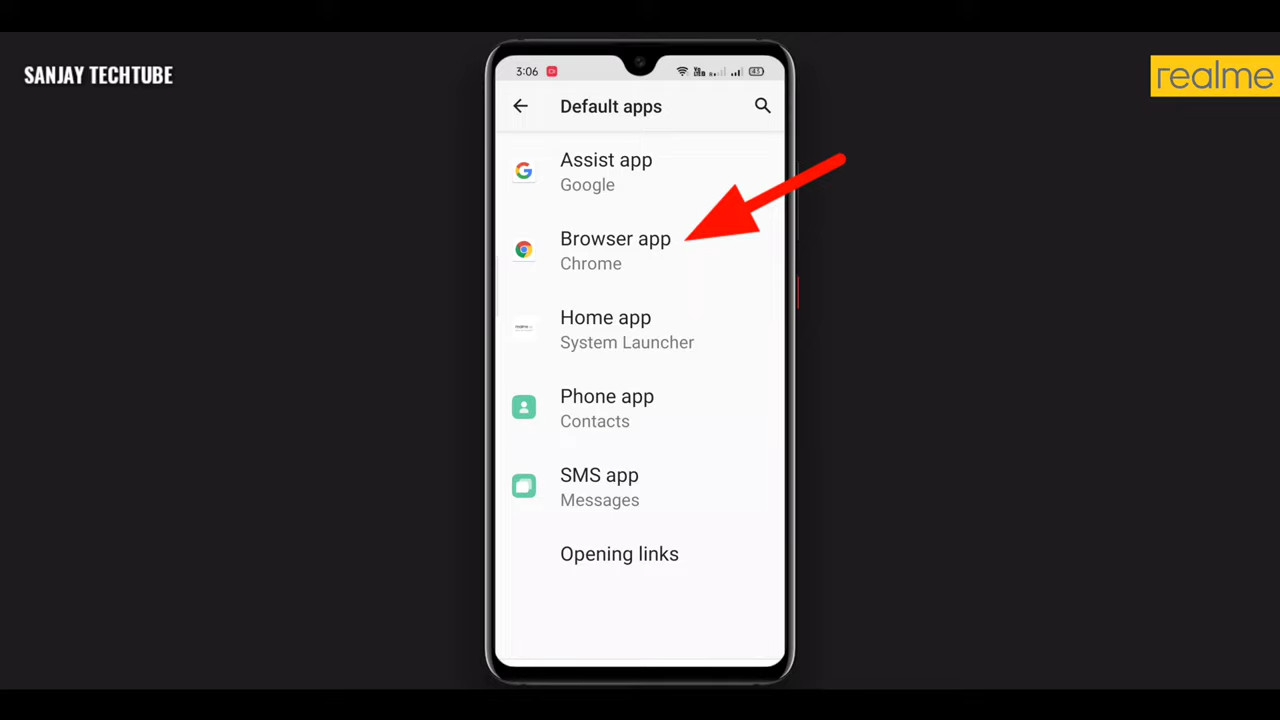 SANJAY TECHTUBE
realme
3:06
45
Default apps
Assist app
Google
Browser app
Chrome
Home app
System Launcher
Phone app
Contacts
SMS app
Messages
Opening links